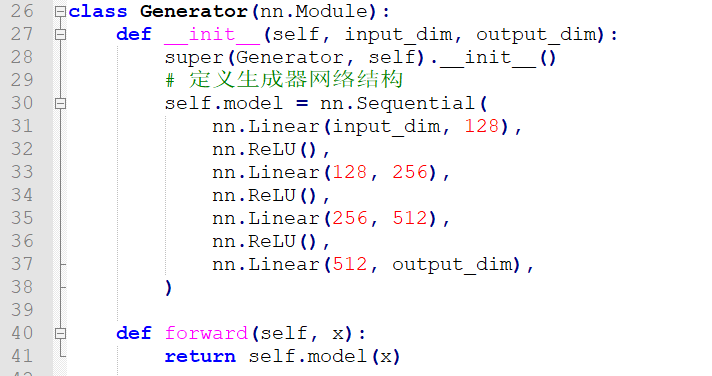 26 class Generator(nn.Module):
27 def __init__(self, input_dim, output_dim):
28 super(Generator, self).__init__()
29 # 定义生成器网络结构
30 self.model = nn.Sequential(
31 nn.Linear(input_dim, 128),
32 nn.ReLU(),
33 nn.Linear(128, 256),
34 nn.ReLU(),
35 nn.Linear(256, 512),
36 nn.ReLU(),
37 nn.Linear(512, output_dim),
38 )
39
40 def forward(self, x):
41 return self.model(x)